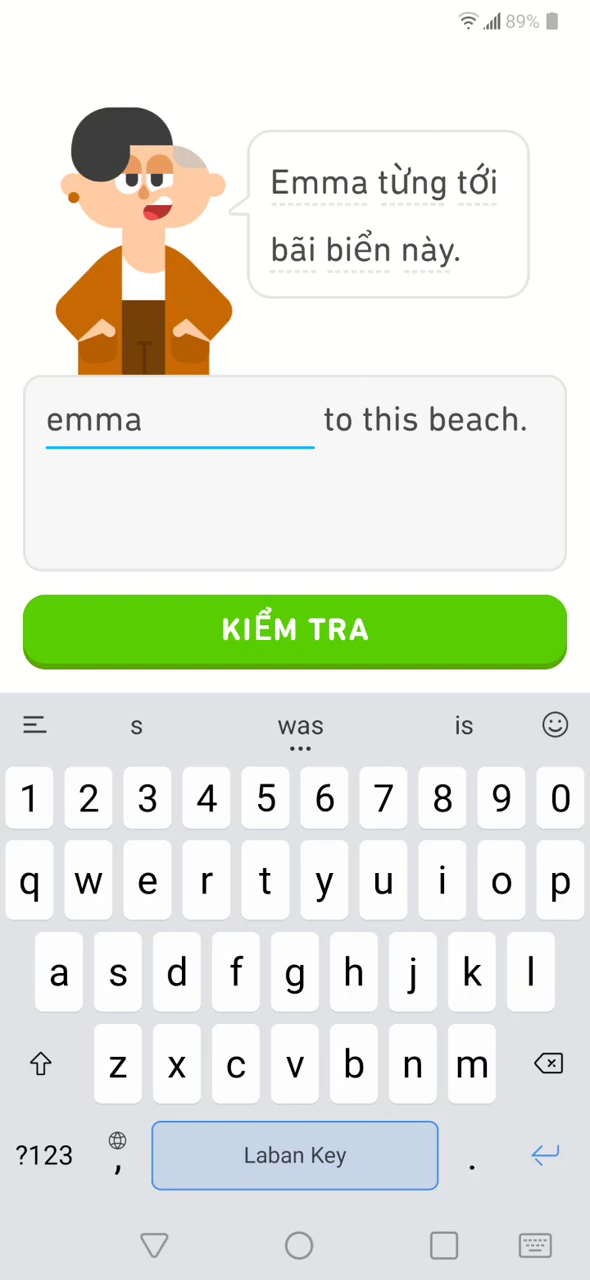 89%
Emma từng tới
bãi biển này.
emma to this beach.
KIỂM TRA
s was is
1 2 3 4 5 6 7 8 9 0
q w e r t y u i o p
a s d f g h j k l
z x c v b n m
?123 , Laban Key .